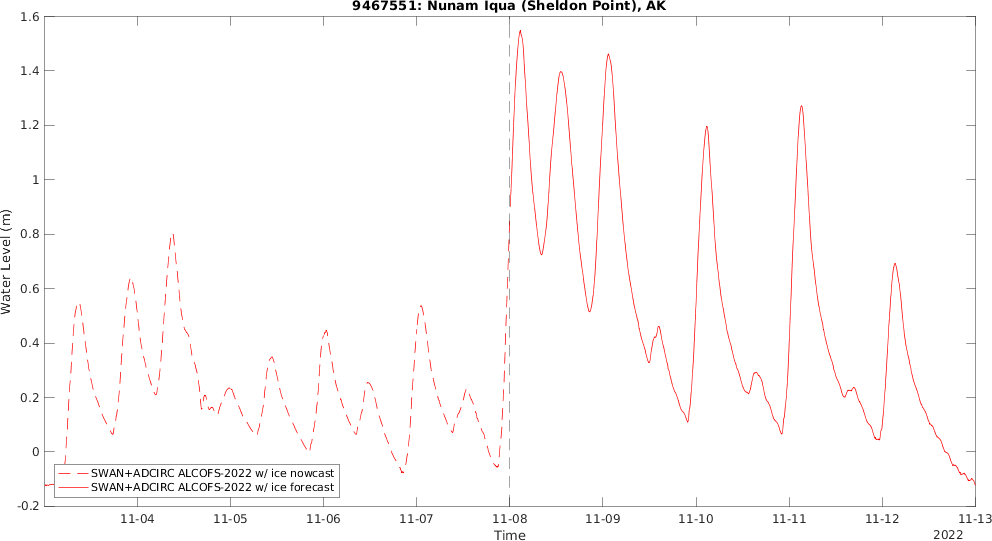 9467551: Nunam Iqua (Sheldon Point), AK
1.6
1.4
1.2
1
0.8
0.6
0.4
0.2
0
-0.2
Water Level (m)
SWAN+ADCIRC ALCOFS-2022 w/ ice nowcast
SWAN+ADCIRC ALCOFS-2022 w/ ice forecast
11-04 11-05 11-06 11-07 11-08 11-09 11-10 11-11 11-12 11-13
Time
2022